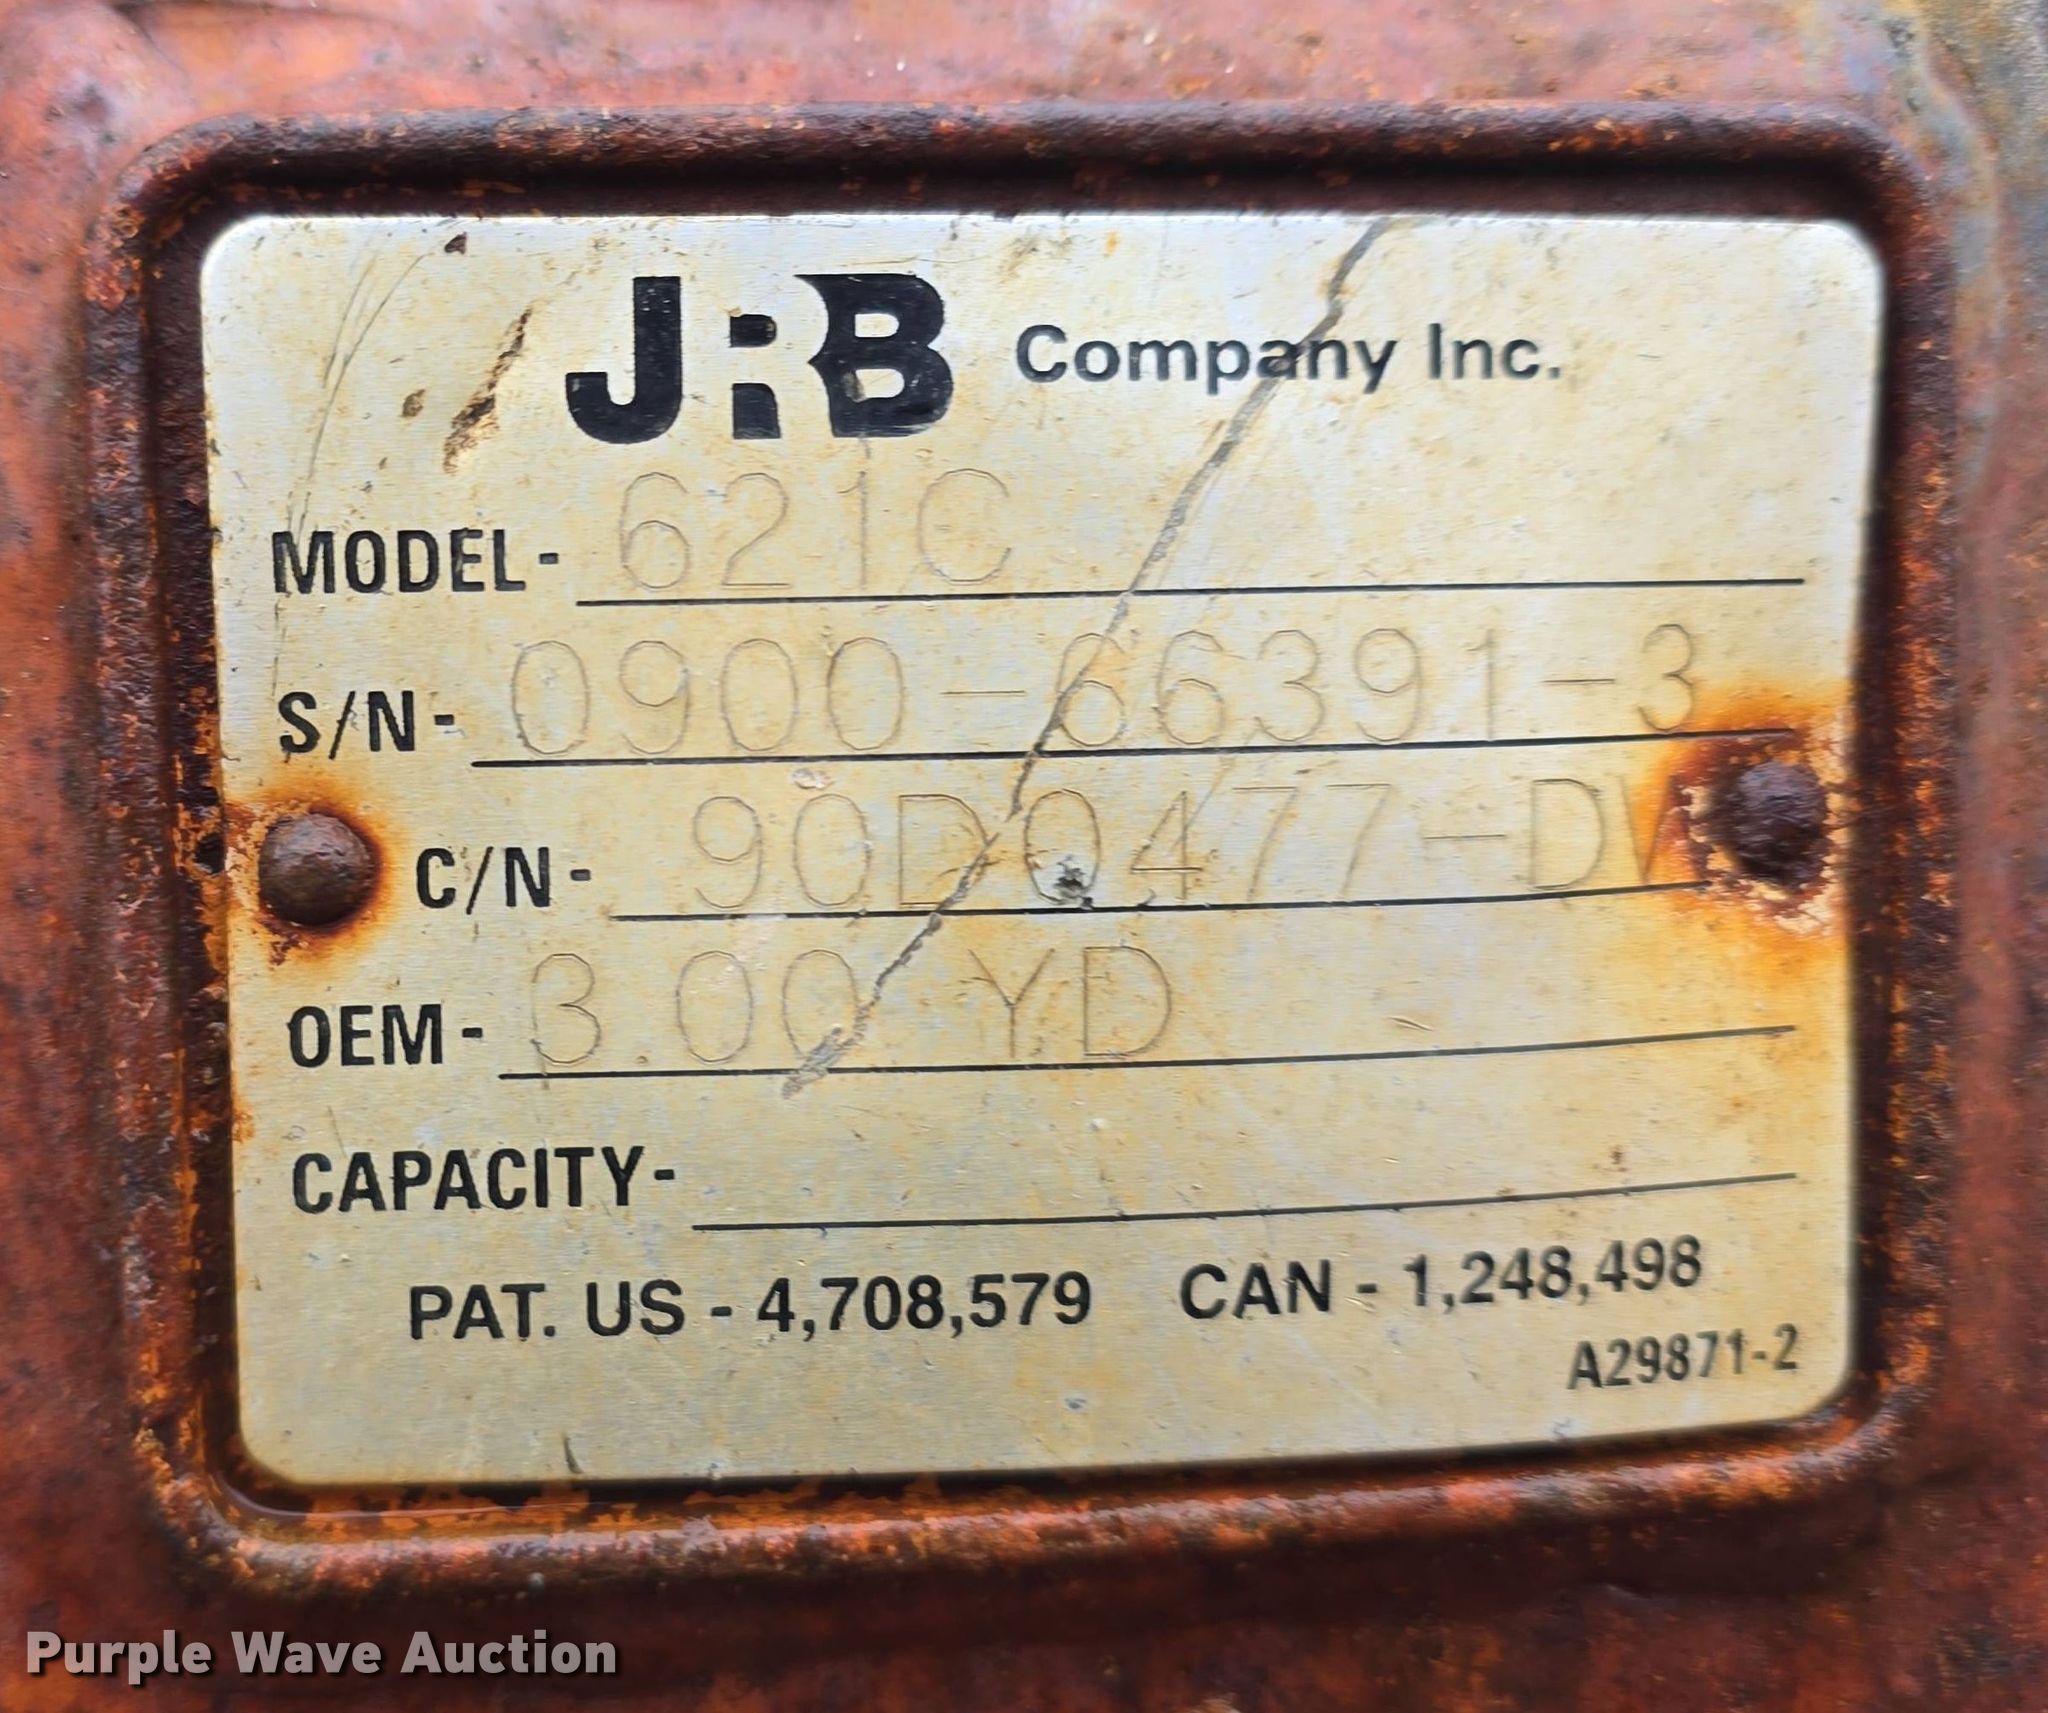 JRB Company Inc.
MODEL- 621C
S/N- 0900-66391-3
C/N- 90D0477-DV
OEM- 3.00 YD
CAPACITY-
PAT. US - 4,708,579 CAN - 1,248,498
A29871-2
Purple Wave Auction